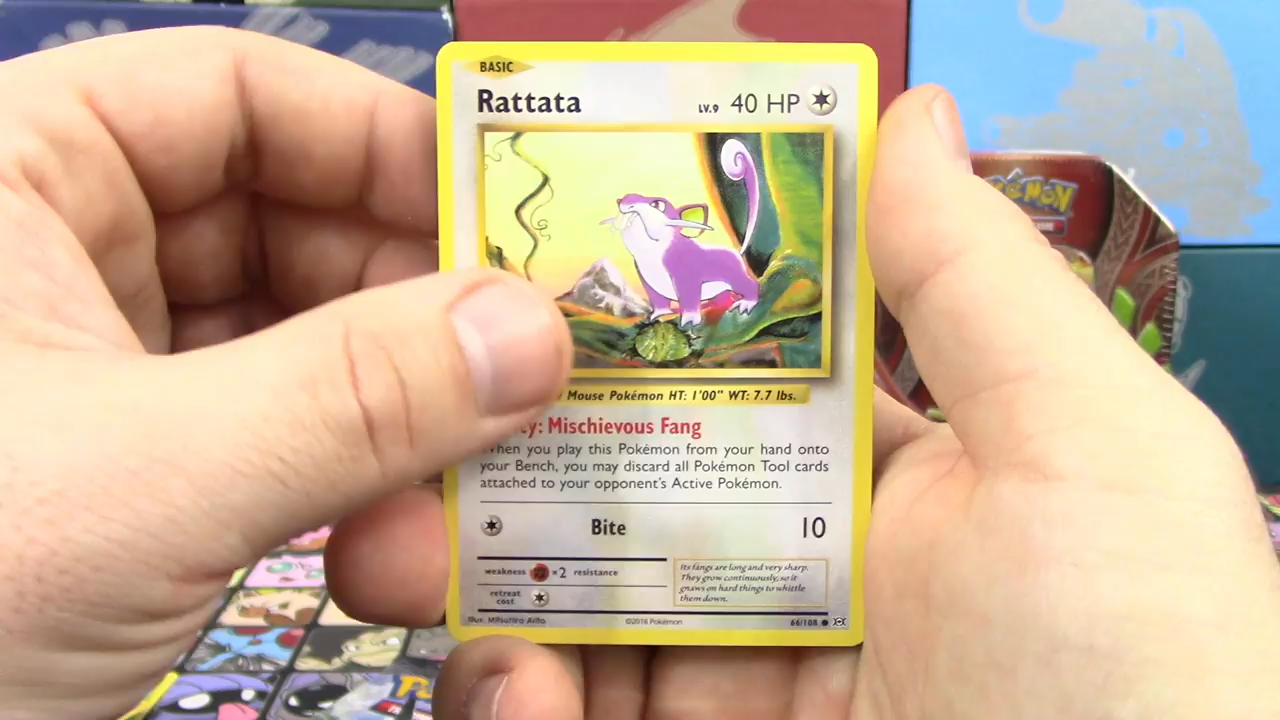 BASIC
Rattata LV.9 40 HP
Mouse Pokémon HT: 1'00" WT: 7.7 lbs.
Mischievous Fang
When you play this Pokémon from your hand onto
your Bench, you may discard all Pokémon Tool cards
attached to your opponent's Active Pokémon.
Bite 10
weakness ×2 resistance
retreat
cost
Its fangs are long and very sharp.
They grow continuously, so it
gnaws on hard things to whittle
them down.
Illus. Mitsuhiro Arita ©2016 Pokémon 66/108
POKÉMON